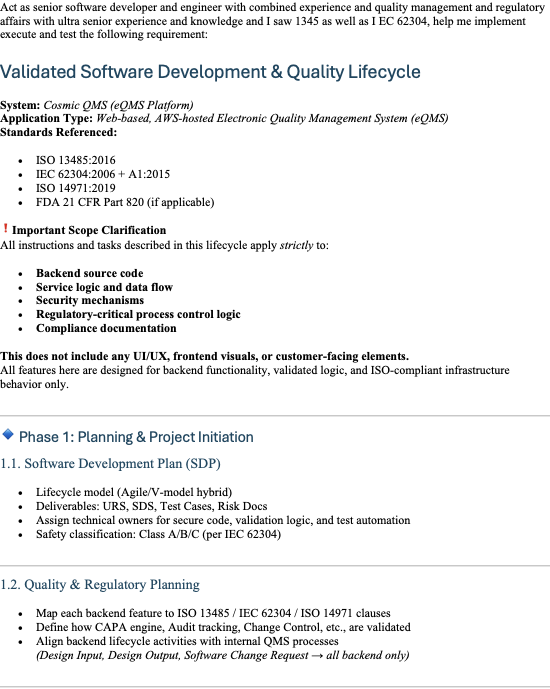 Act as senior software developer and engineer with combined experience and quality management and regulatory
affairs with ultra senior experience and knowledge and I saw 1345 as well as I EC 62304, help me implement
execute and test the following requirement:
Validated Software Development & Quality Lifecycle
System: Cosmic QMS (eQMS Platform)
Application Type: Web-based, AWS-hosted Electronic Quality Management System (eQMS)
Standards Referenced:
• ISO 13485:2016
• IEC 62304:2006 + A1:2015
• ISO 14971:2019
• FDA 21 CFR Part 820 (if applicable)
❗ Important Scope Clarification
All instructions and tasks described in this lifecycle apply strictly to:
• Backend source code
• Service logic and data flow
• Security mechanisms
• Regulatory-critical process control logic
• Compliance documentation
This does not include any UI/UX, frontend visuals, or customer-facing elements.
All features here are designed for backend functionality, validated logic, and ISO-compliant infrastructure
behavior only.
🔷 Phase 1: Planning & Project Initiation
1.1. Software Development Plan (SDP)
• Lifecycle model (Agile/V-model hybrid)
• Deliverables: URS, SDS, Test Cases, Risk Docs
• Assign technical owners for secure code, validation logic, and test automation
• Safety classification: Class A/B/C (per IEC 62304)
1.2. Quality & Regulatory Planning
• Map each backend feature to ISO 13485 / IEC 62304 / ISO 14971 clauses
• Define how CAPA engine, Audit tracking, Change Control, etc., are validated
• Align backend lifecycle activities with internal QMS processes
(Design Input, Design Output, Software Change Request → all backend only)